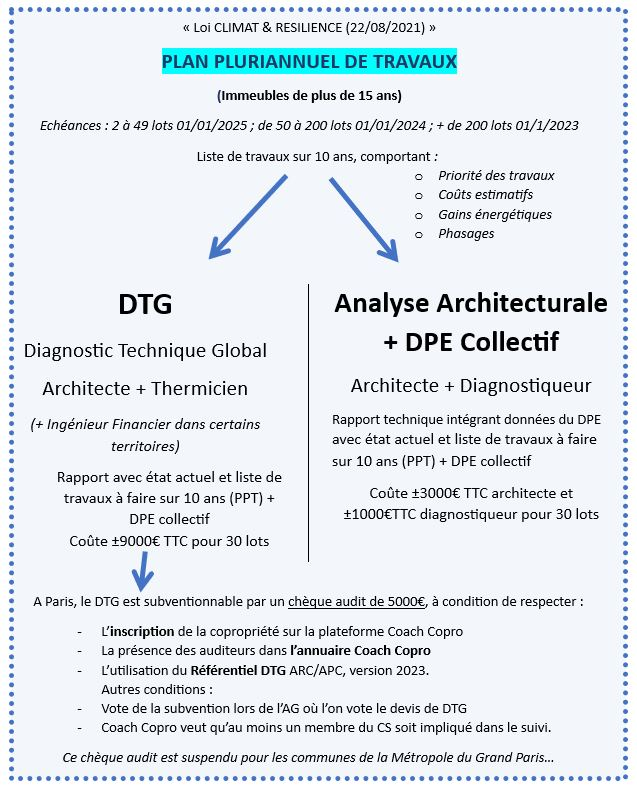 « Loi CLIMAT & RESILIENCE (22/08/2021) »
PLAN PLURIANNUEL DE TRAVAUX
(Immeubles de plus de 15 ans)
Echéances : 2 à 49 lots 01/01/2025 ; de 50 à 200 lots 01/01/2024 ; + de 200 lots 01/1/2023
Liste de travaux sur 10 ans, comportant :
o Priorité des travaux
o Coûts estimatifs
o Gains énergétiques
o Phasages
DTG
Diagnostic Technique Global
Architecte + Thermicien
(+ Ingénieur Financier dans certains
territoires)
Rapport avec état actuel et liste de
travaux à faire sur 10 ans (PPT) +
DPE collectif
Coûte ±9000€ TTC pour 30 lots
Analyse Architecturale
+ DPE Collectif
Architecte + Diagnostiqueur
Rapport technique intégrant données du DPE
avec état actuel et liste de travaux à faire
sur 10 ans (PPT) + DPE collectif
Coûte ±3000€ TTC architecte et
±1000€TTC diagnostiqueur pour 30 lots
A Paris, le DTG est subventionnable par un chèque audit de 5000€, à condition de respecter :
- L’inscription de la copropriété sur la plateforme Coach Copro
- La présence des auditeurs dans l’annuaire Coach Copro
- L’utilisation du Référentiel DTG ARC/APC, version 2023.
Autres conditions :
- Vote de la subvention lors de l’AG où l’on vote le devis de DTG
- Coach Copro veut qu’au moins un membre du CS soit impliqué dans le suivi.
Ce chèque audit est suspendu pour les communes de la Métropole du Grand Paris…